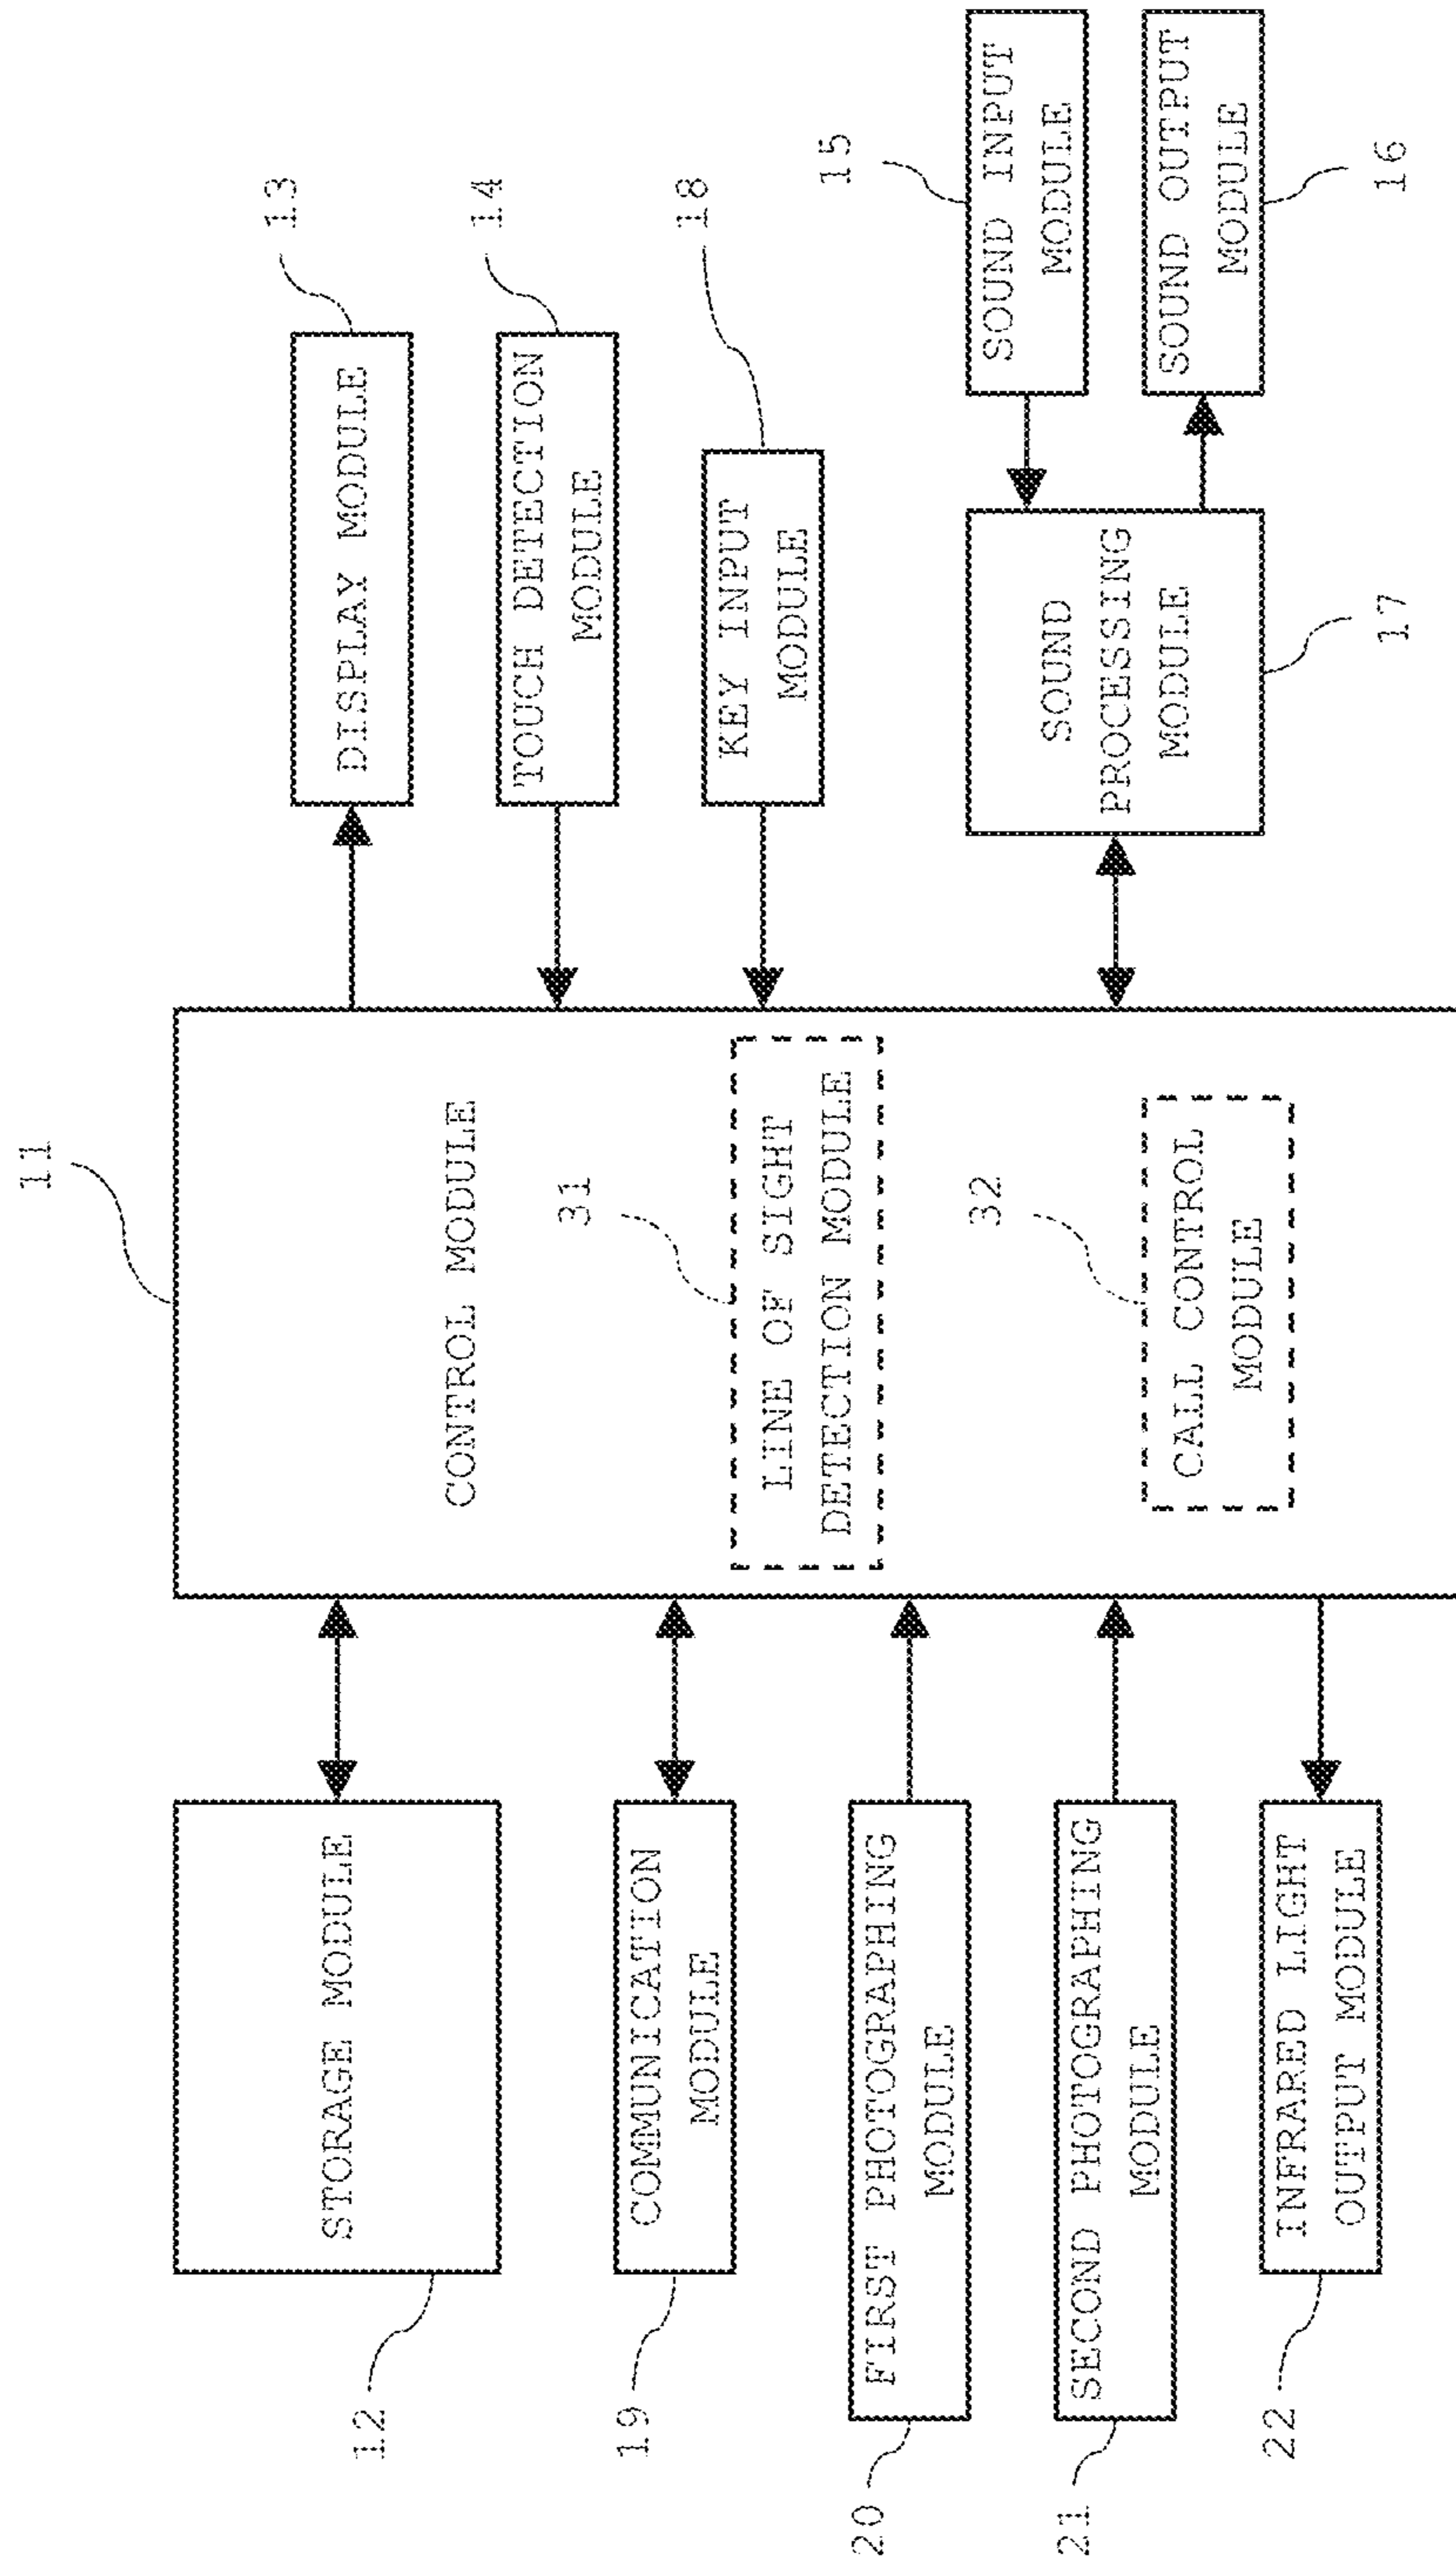 11
CONTROL MODULE
31
LINE OF SIGHT
DETECTION MODULE
32
CALL CONTROL
MODULE
12
STORAGE MODULE
19
COMMUNICATION
MODULE
20
FIRST PHOTOGRAPHING
MODULE
21
SECOND PHOTOGRAPHING
MODULE
22
INFRARED LIGHT
OUTPUT MODULE
13
DISPLAY MODULE
14
TOUCH DETECTION
MODULE
18
KEY INPUT
MODULE
17
SOUND
PROCESSING
MODULE
15
SOUND INPUT
MODULE
16
SOUND OUTPUT
MODULE